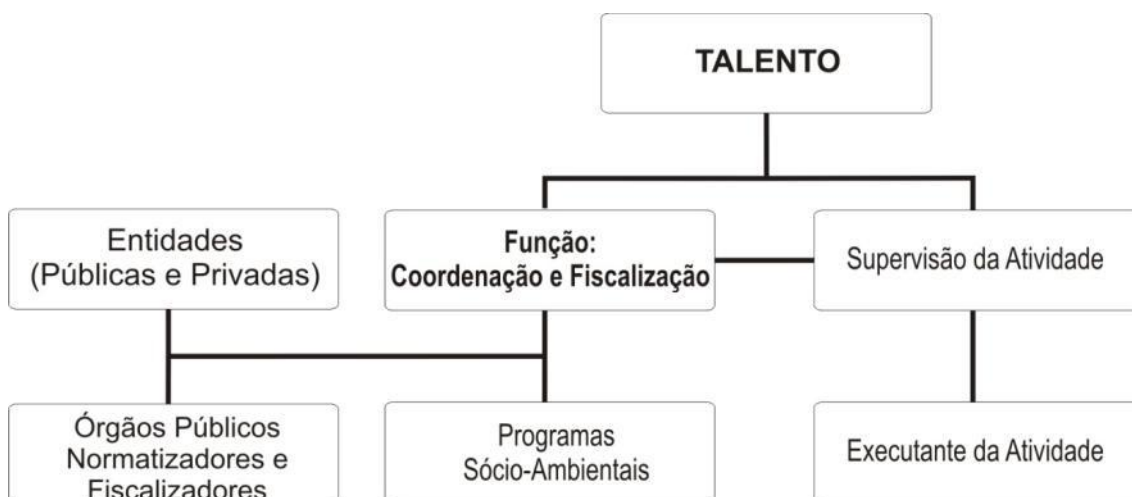 TALENTO
Entidades
(Públicas e Privadas)
Função:
Coordenação e Fiscalização
Supervisão da Atividade
Órgãos Públicos
Normatizadores e
Fiscalizadores
Programas
Sócio-Ambientais
Executante da Atividade